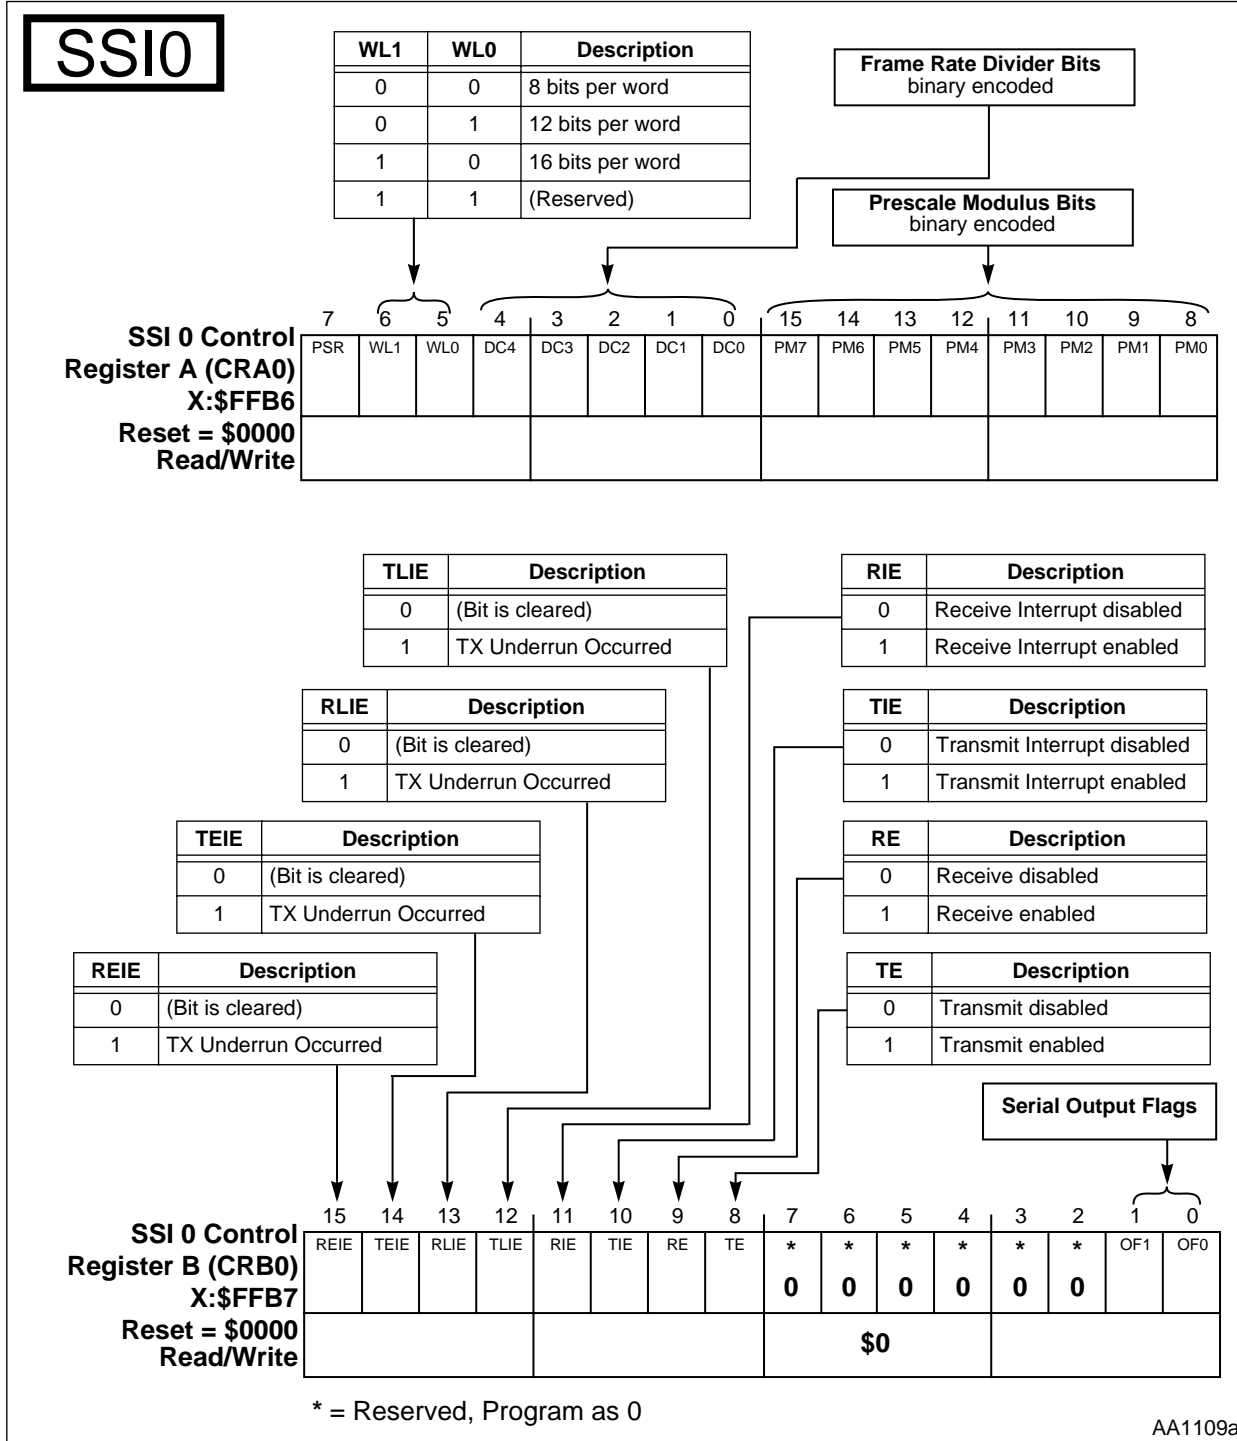 SSI0
WL1 WL0 Description
0 0 8 bits per word
0 1 12 bits per word
1 0 16 bits per word
1 1 (Reserved)
Frame Rate Divider Bits
binary encoded
Prescale Modulus Bits
binary encoded
7 6 5 4 3 2 1 0 15 14 13 12 11 10 9 8
PSR WL1 WL0 DC4 DC3 DC2 DC1 DC0 PM7 PM6 PM5 PM4 PM3 PM2 PM1 PM0
SSI 0 Control
Register A (CRA0)
X:$FFB6
Reset = $0000
Read/Write
TLIE Description
0 (Bit is cleared)
1 TX Underrun Occurred
RIE Description
0 Receive Interrupt disabled
1 Receive Interrupt enabled
RLIE Description
0 (Bit is cleared)
1 TX Underrun Occurred
TIE Description
0 Transmit Interrupt disabled
1 Transmit Interrupt enabled
TEIE Description
0 (Bit is cleared)
1 TX Underrun Occurred
RE Description
0 Receive disabled
1 Receive enabled
REIE Description
0 (Bit is cleared)
1 TX Underrun Occurred
TE Description
0 Transmit disabled
1 Transmit enabled
Serial Output Flags
15 14 13 12 11 10 9 8 7 6 5 4 3 2 1 0
REIE TEIE RLIE TLIE RIE TIE RE TE * * * * * * OF1 OF0
0 0 0 0 0 0
SSI 0 Control
Register B (CRB0)
X:$FFB7
Reset = $0000
Read/Write
$0
* = Reserved, Program as 0
AA1109a